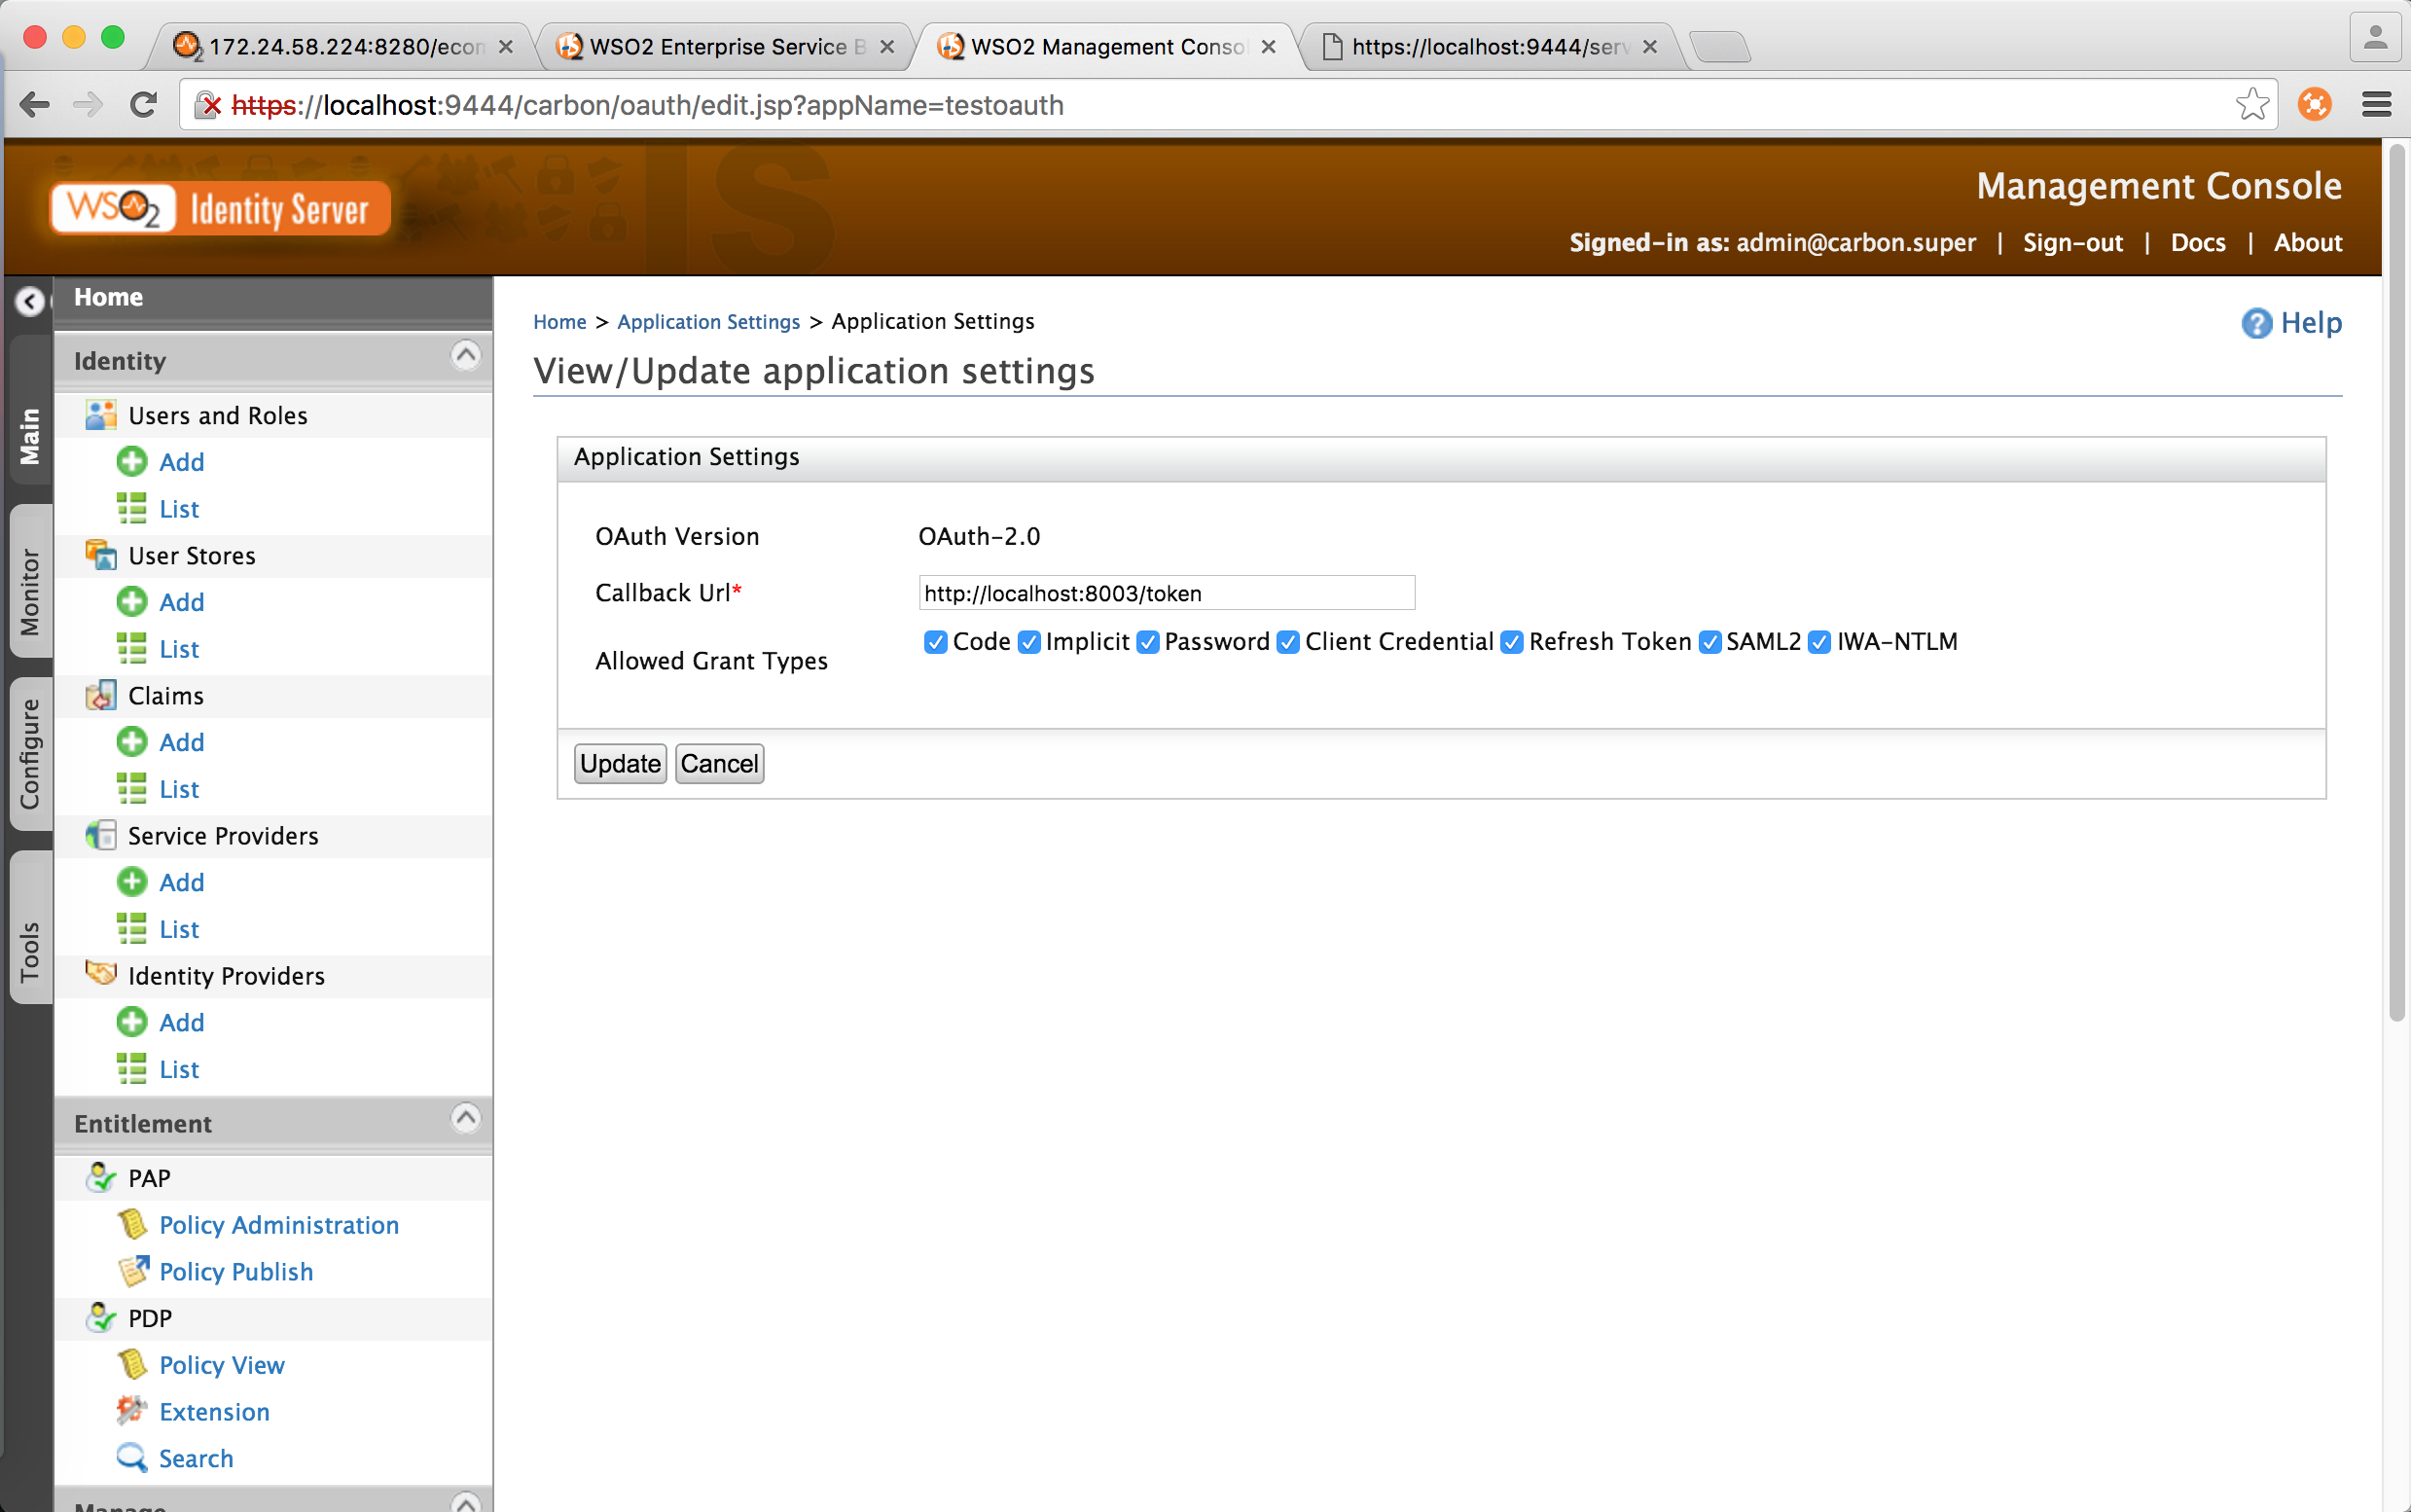 172.24.58.224:8280/econ
WSO2 Enterprise Service B
WSO2 Management Consol
https://localhost:9444/serv
https://localhost:9444/carbon/oauth/edit.jsp?appName=testoauth
WSO2 Identity Server
IS
Management Console
Signed-in as: admin@carbon.super | Sign-out | Docs | About
Main
Monitor
Configure
Tools
Home
Identity
Users and Roles
Add
List
User Stores
Add
List
Claims
Add
List
Service Providers
Add
List
Identity Providers
Add
List
Entitlement
PAP
Policy Administration
Policy Publish
PDP
Policy View
Extension
Search
Manage
Home > Application Settings > Application Settings
Help
View/Update application settings
Application Settings
OAuth Version OAuth-2.0
Callback Url* http://localhost:8003/token
Allowed Grant Types Code Implicit Password Client Credential Refresh Token SAML2 IWA-NTLM
Update Cancel